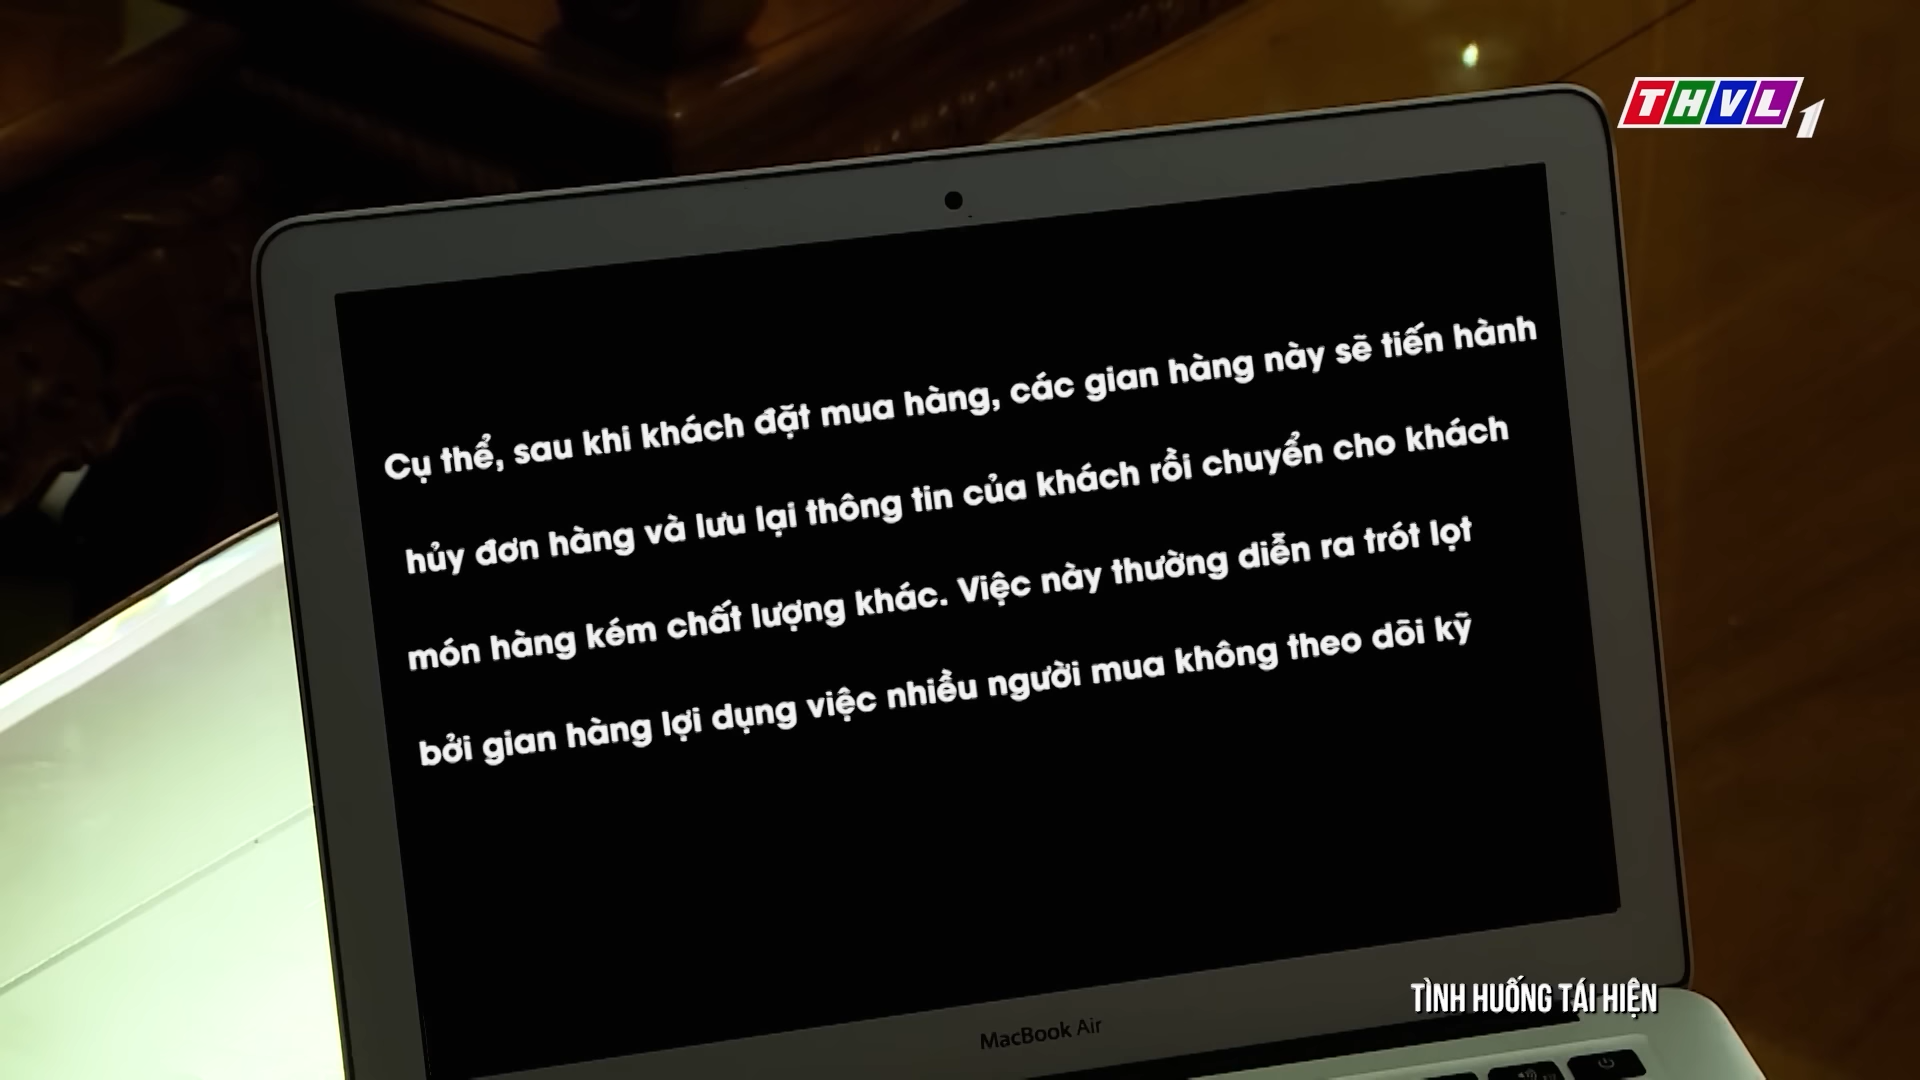 THVL1
Cụ thể, sau khi khách đặt mua hàng, các gian hàng này sẽ tiến hành
hủy đơn hàng và lưu lại thông tin của khách rồi chuyển cho khách
món hàng kém chất lượng khác. Việc này thường diễn ra trót lọt
bởi gian hàng lợi dụng việc nhiều người mua không theo dõi kỹ
TÌNH HUỐNG TÁI HIỆN
MacBook Air